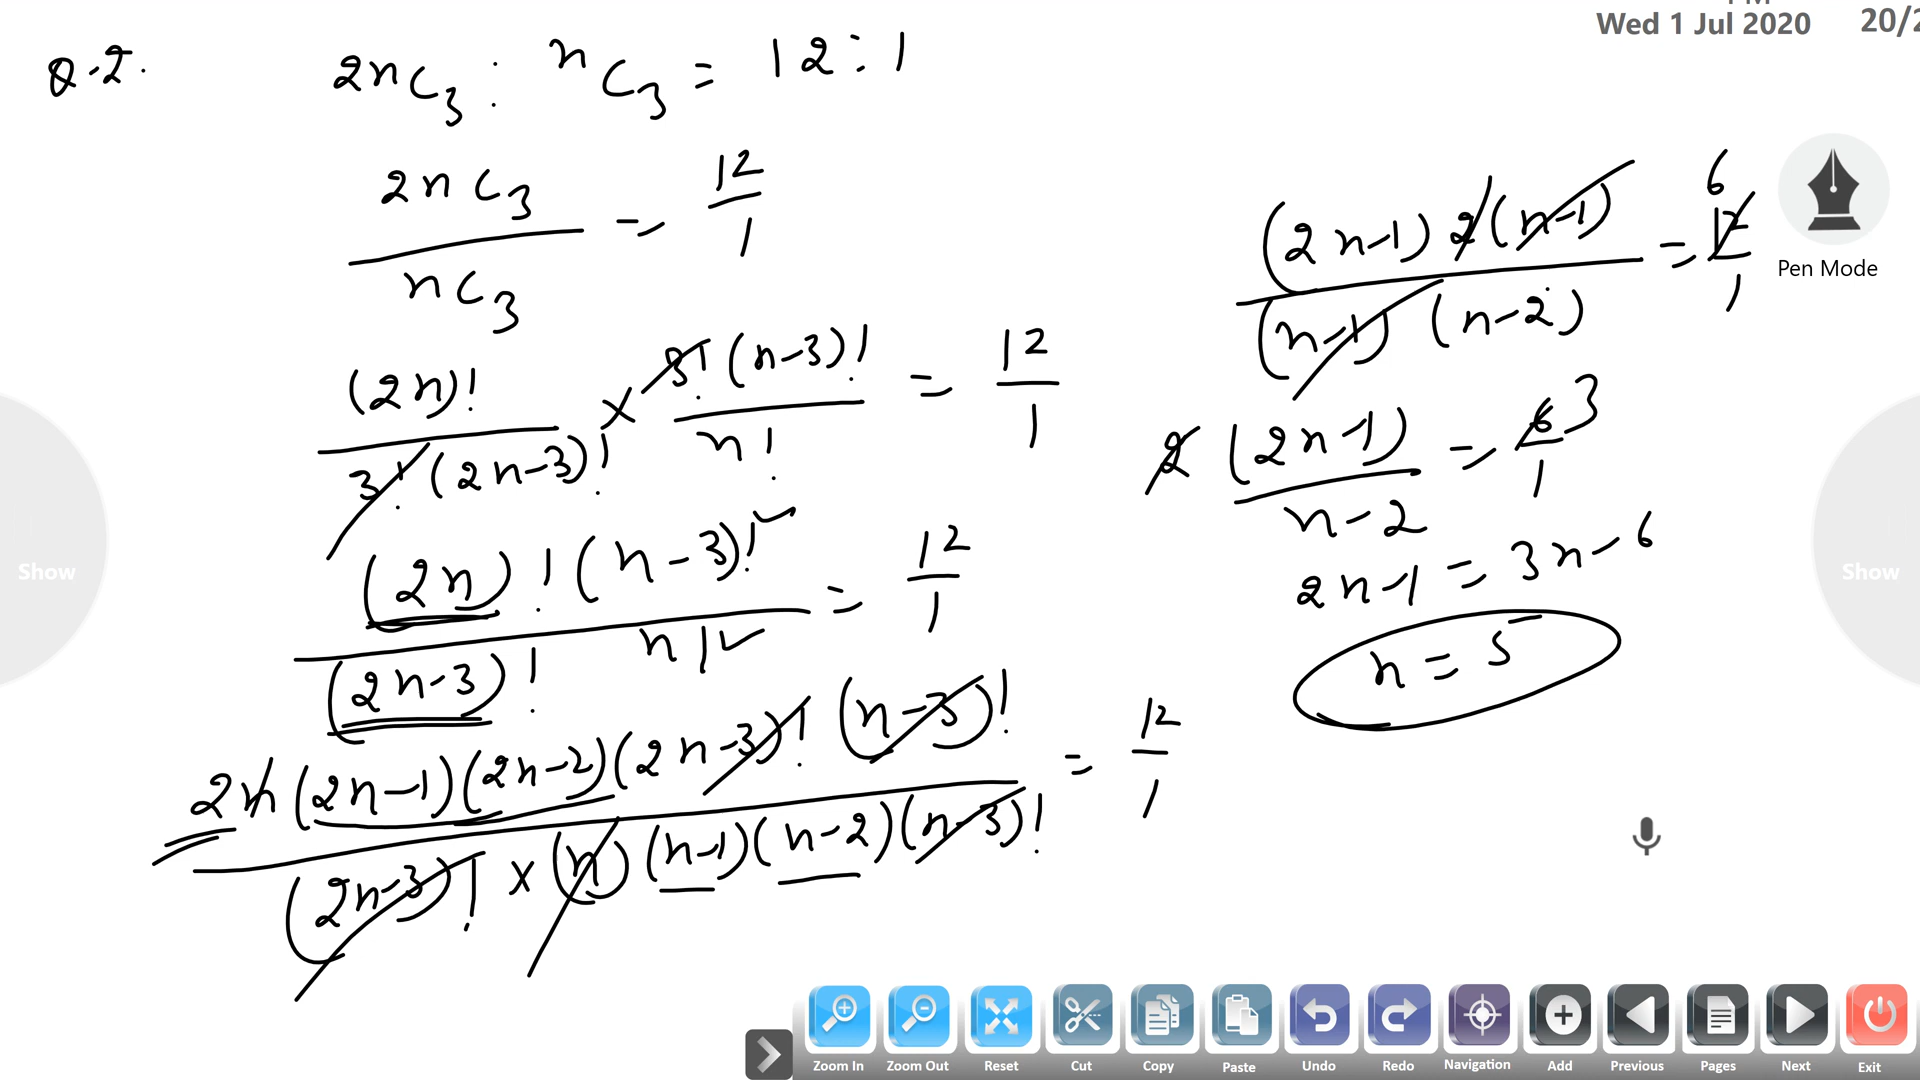 Wed 1 Jul 2020 20/2
Q.2. 2nC3 : nC3 = 12:1
2nC3 / nC3 = 12/1
(2n)! / 3!(2n-3)! × 3!(n-3)! / n! = 12/1
(2n)!(n-3)! / (2n-3)! n! = 12/1
2n(2n-1)(2n-2)(2n-3)!(n-3)! / (2n-3)! × (n)(n-1)(n-2)(n-3)! = 12/1
(2n-1)2(n-1) / (n-1)(n-2) = 12/1 6
2(2n-1) / n-2 = 6/1 3
2n-1 = 3n-6
n = 5
Pen Mode
Show
Show
Zoom In Zoom Out Reset Cut Copy Paste Undo Redo Navigation Add Previous Pages Next Exit